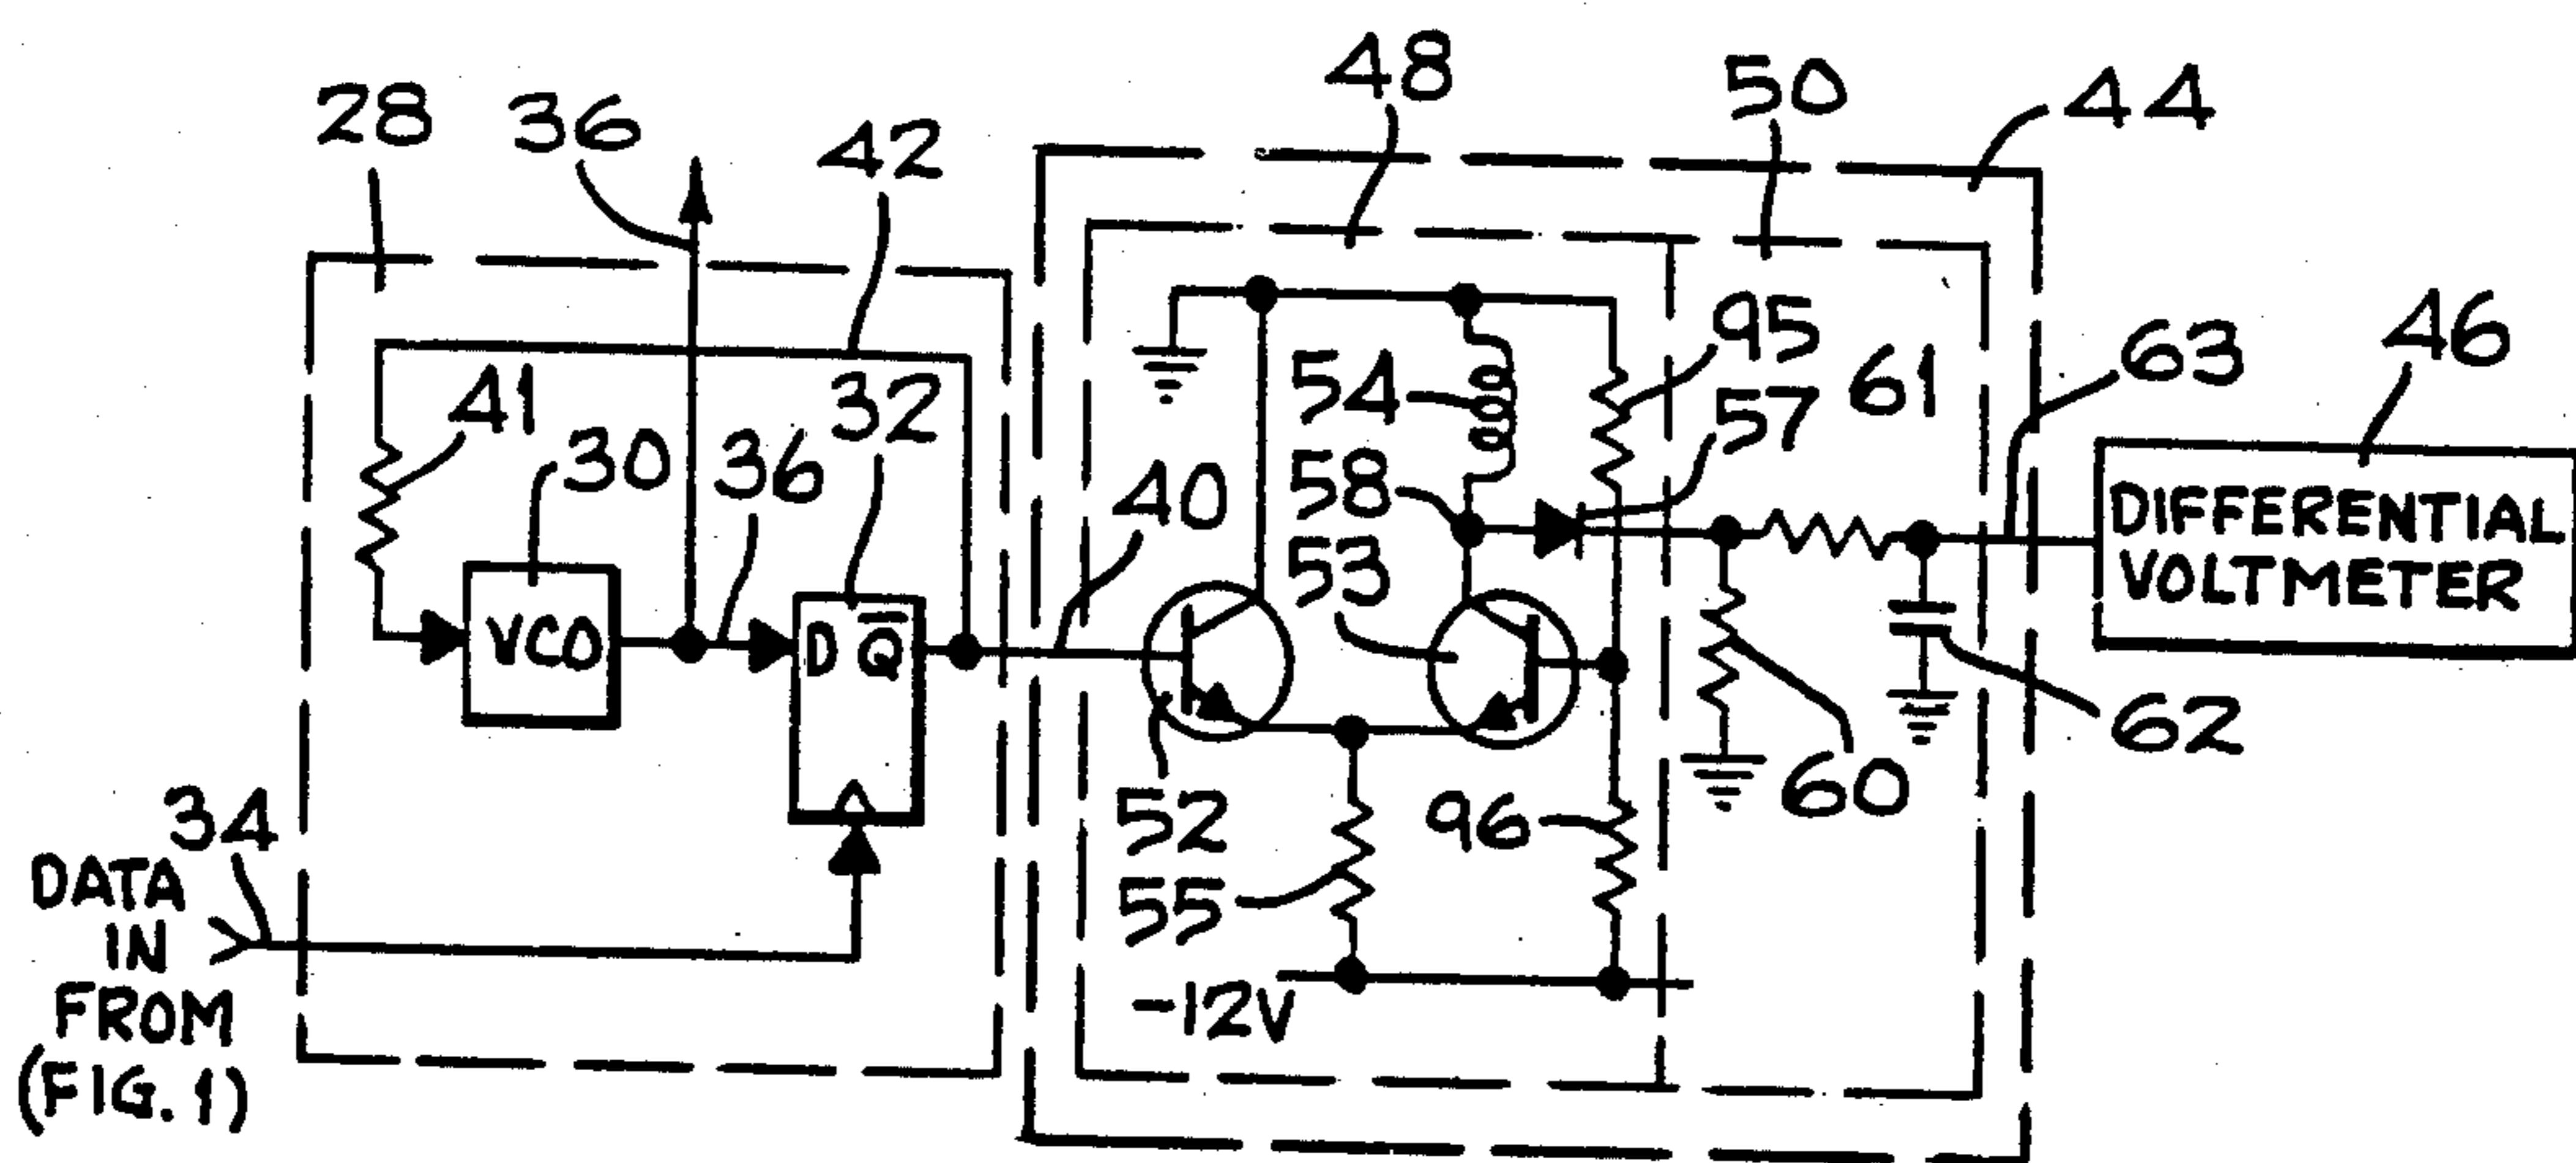 28
36
42
48
50
44
41
30
36
32
40
54
58
53
95
57
61
63
46
VCO
D Q̅
DIFFERENTIAL
VOLTMETER
34
DATA
IN
FROM
(FIG. 1)
52
55
96
60
62
-12V